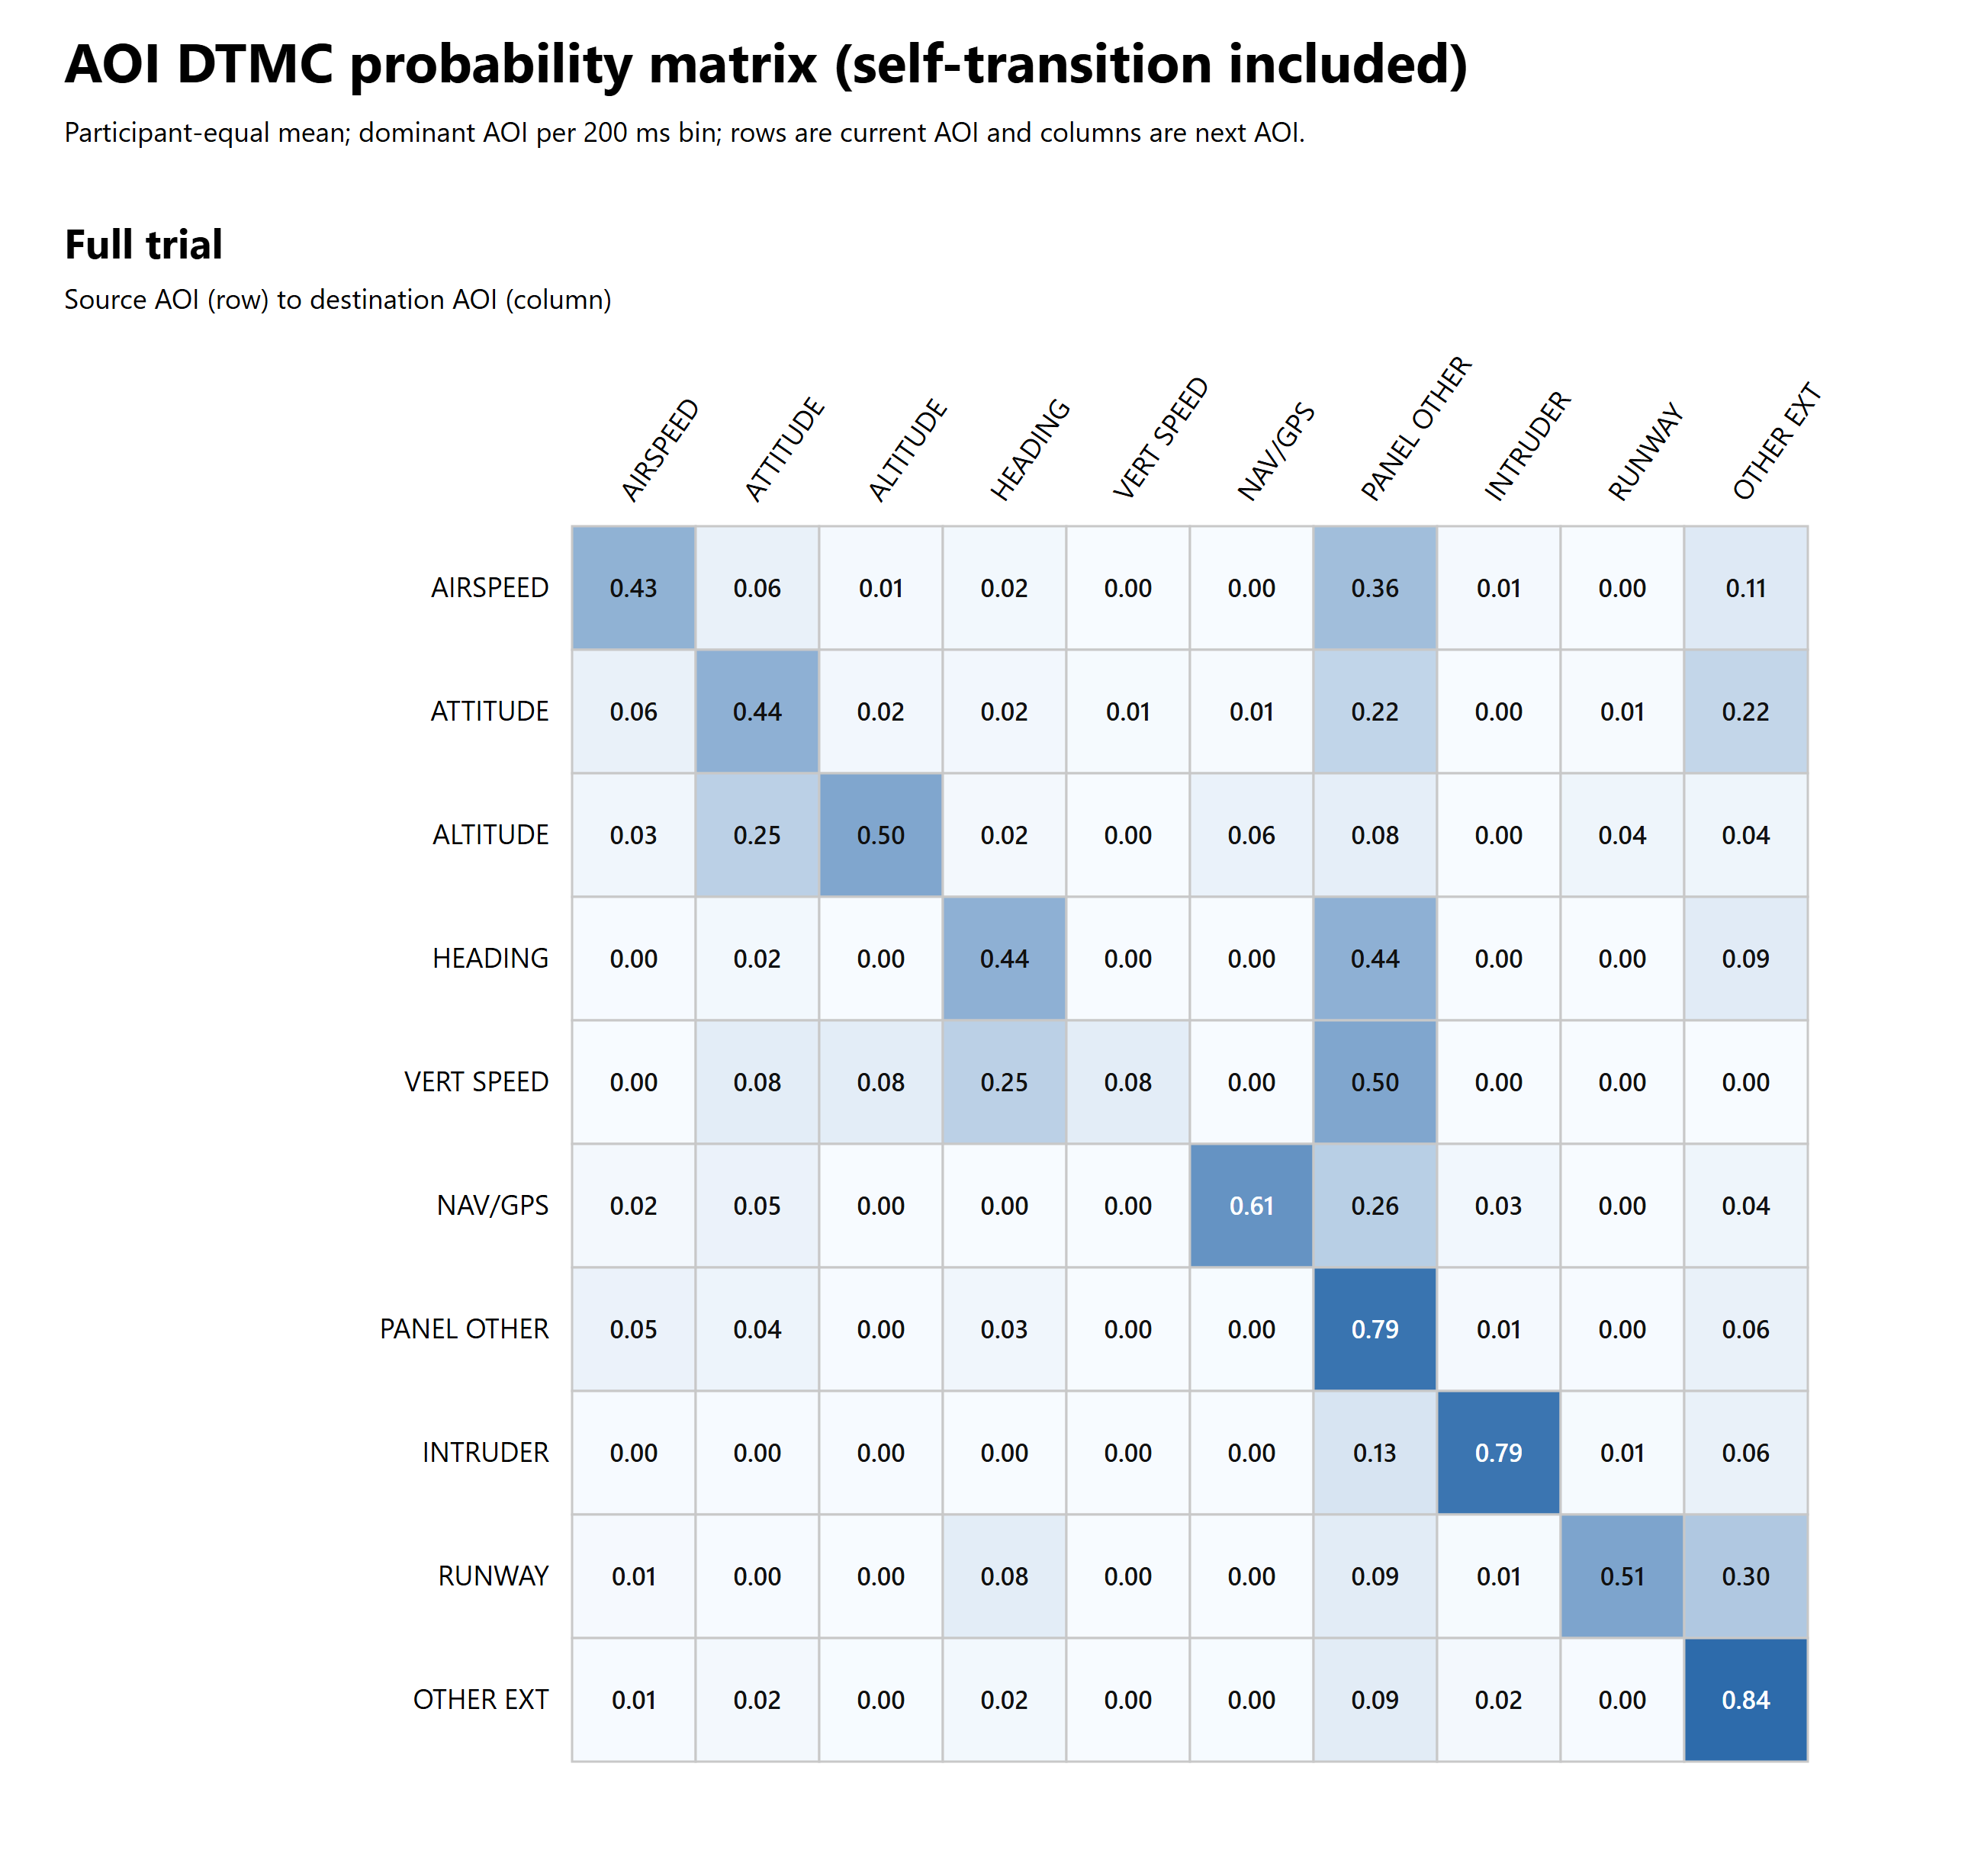 AOI DTMC probability matrix (self-transition included)
Participant-equal mean; dominant AOI per 200 ms bin; rows are current AOI and columns are next AOI.
Full trial
Source AOI (row) to destination AOI (column)
AIRSPEED ATTITUDE ALTITUDE HEADING VERT SPEED NAV/GPS PANEL OTHER INTRUDER RUNWAY OTHER EXT
AIRSPEED 0.43 0.06 0.01 0.02 0.00 0.00 0.36 0.01 0.00 0.11
ATTITUDE 0.06 0.44 0.02 0.02 0.01 0.01 0.22 0.00 0.01 0.22
ALTITUDE 0.03 0.25 0.50 0.02 0.00 0.06 0.08 0.00 0.04 0.04
HEADING 0.00 0.02 0.00 0.44 0.00 0.00 0.44 0.00 0.00 0.09
VERT SPEED 0.00 0.08 0.08 0.25 0.08 0.00 0.50 0.00 0.00 0.00
NAV/GPS 0.02 0.05 0.00 0.00 0.00 0.61 0.26 0.03 0.00 0.04
PANEL OTHER 0.05 0.04 0.00 0.03 0.00 0.00 0.79 0.01 0.00 0.06
INTRUDER 0.00 0.00 0.00 0.00 0.00 0.00 0.13 0.79 0.01 0.06
RUNWAY 0.01 0.00 0.00 0.08 0.00 0.00 0.09 0.01 0.51 0.30
OTHER EXT 0.01 0.02 0.00 0.02 0.00 0.00 0.09 0.02 0.00 0.84